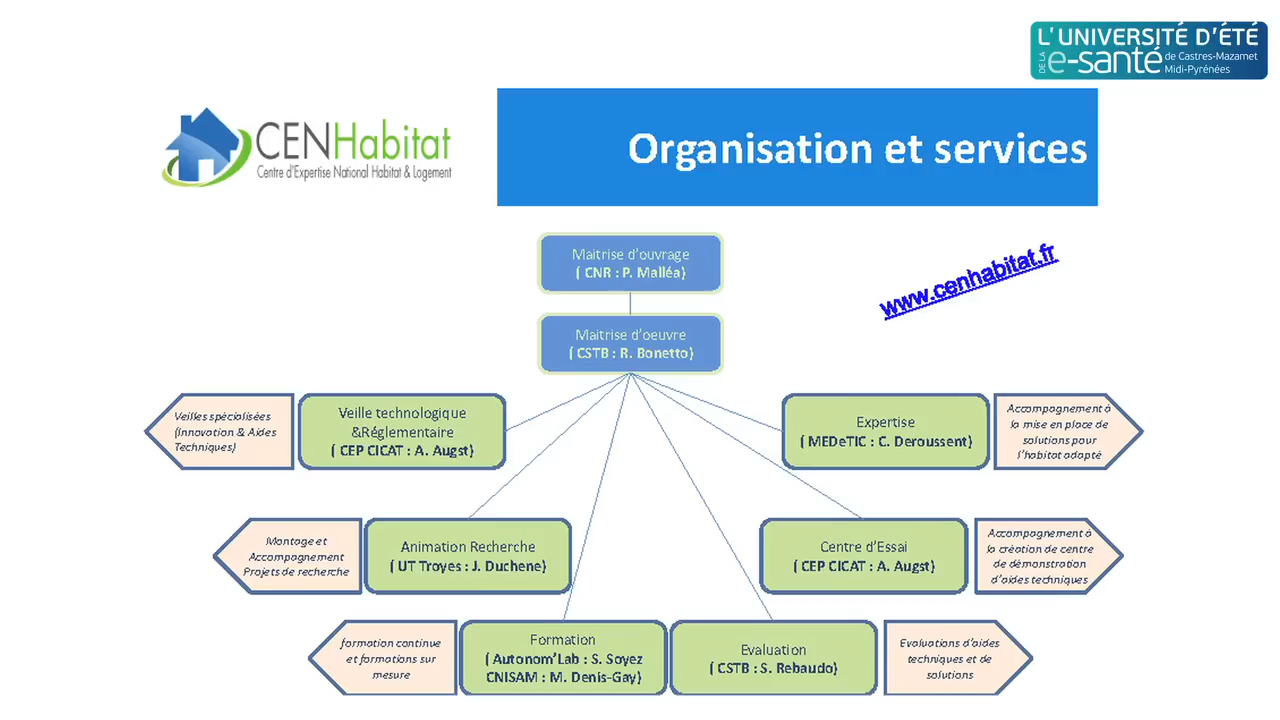 L'UNIVERSITÉ D'ÉTÉ
DE LA
e-santé
de Castres-Mazamet
Midi-Pyrénées
CENHabitat
Centre d'Expertise National Habitat & Logement
Organisation et services
Maitrise d'ouvrage
( CNR : P. Malléa)
www.cenhabitat.fr
Maitrise d'oeuvre
( CSTB : R. Bonetto)
Veilles spécialisées
(Innovation & Aides
Techniques)
Veille technologique
&Réglementaire
( CEP CICAT : A. Augst)
Expertise
( MEDeTIC : C. Deroussent)
Accompagnement à
la mise en place de
solutions pour
l'habitat adapté
Montage et
Accompagnement
Projets de recherche
Animation Recherche
( UT Troyes : J. Duchene)
Centre d'Essai
( CEP CICAT : A. Augst)
Accompagnement à
la création de centre
de démonstration
d'aides techniques
formation continue
et formations sur
mesure
Formation
( Autonom'Lab : S. Soyez
CNISAM : M. Denis-Gay)
Evaluation
( CSTB : S. Rebaudo)
Evaluations d'aides
techniques et de
solutions